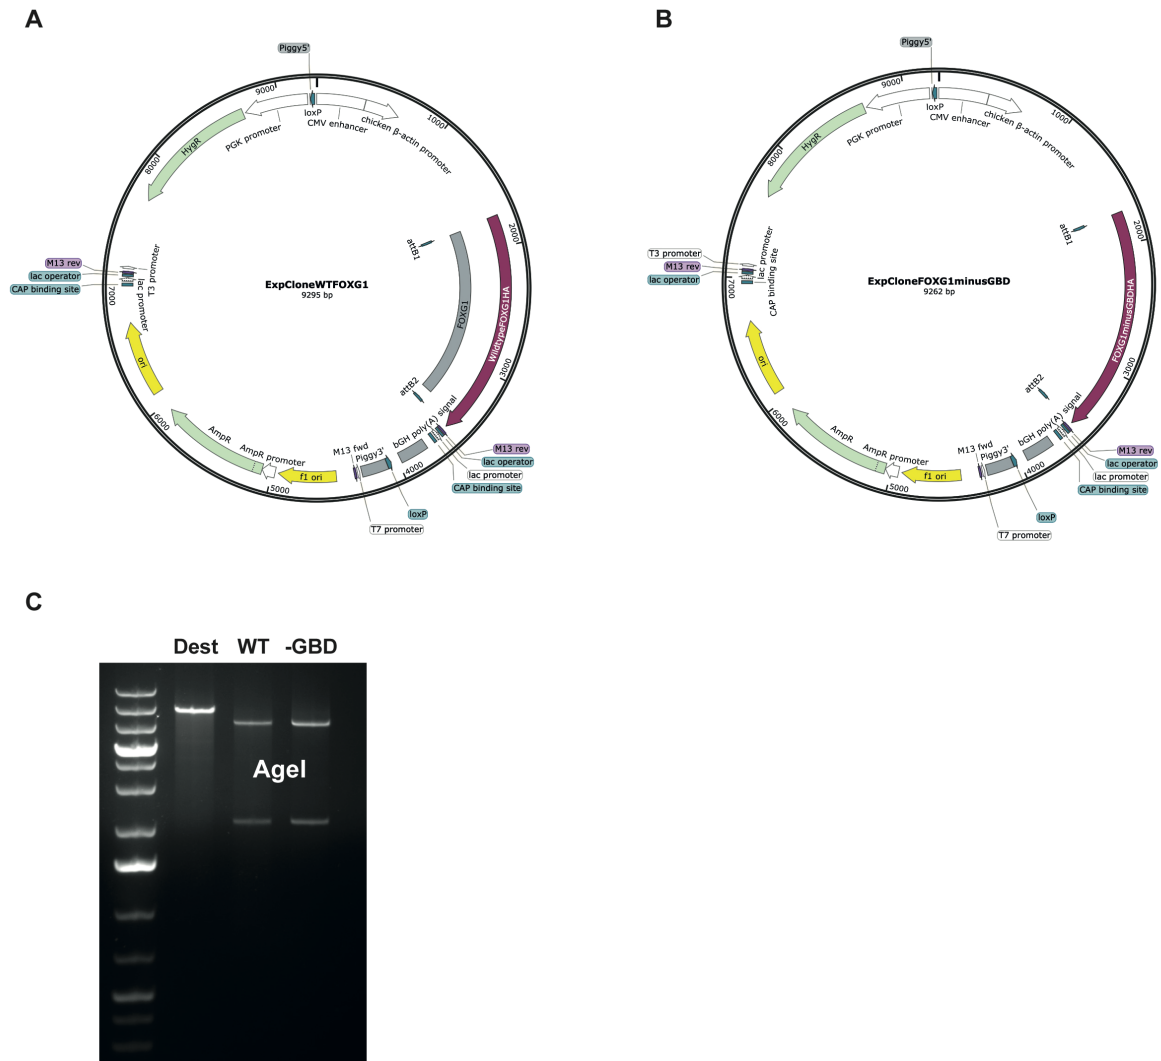 A
B
Piggy5'
loxP
CMV enhancer
chicken β-actin promoter
PGK promoter
HygR
9000
1000
8000
2000
7000
3000
6000
5000
4000
M13 rev
lac operator
CAP binding site
T3 promoter
lac promoter
attB1
FOXG1
WildtypeFOXG1HA
ExpCloneWTFOXG1
9295 bp
attB2
ori
AmpR
AmpR promoter
f1 ori
M13 fwd
Piggy3'
bGH poly(A) signal
M13 rev
lac operator
lac promoter
CAP binding site
loxP
T7 promoter
Piggy5'
loxP
CMV enhancer
chicken β-actin promoter
PGK promoter
HygR
9000
1000
8000
2000
7000
3000
6000
5000
4000
T3 promoter
M13 rev
lac operator
lac promoter
CAP binding site
attB1
FOXG1minusGBDHA
ExpCloneFOXG1minusGBD
9262 bp
attB2
ori
AmpR
AmpR promoter
f1 ori
M13 fwd
Piggy3'
bGH poly(A) signal
M13 rev
lac operator
lac promoter
CAP binding site
loxP
T7 promoter
C
Dest WT -GBD
AgeI